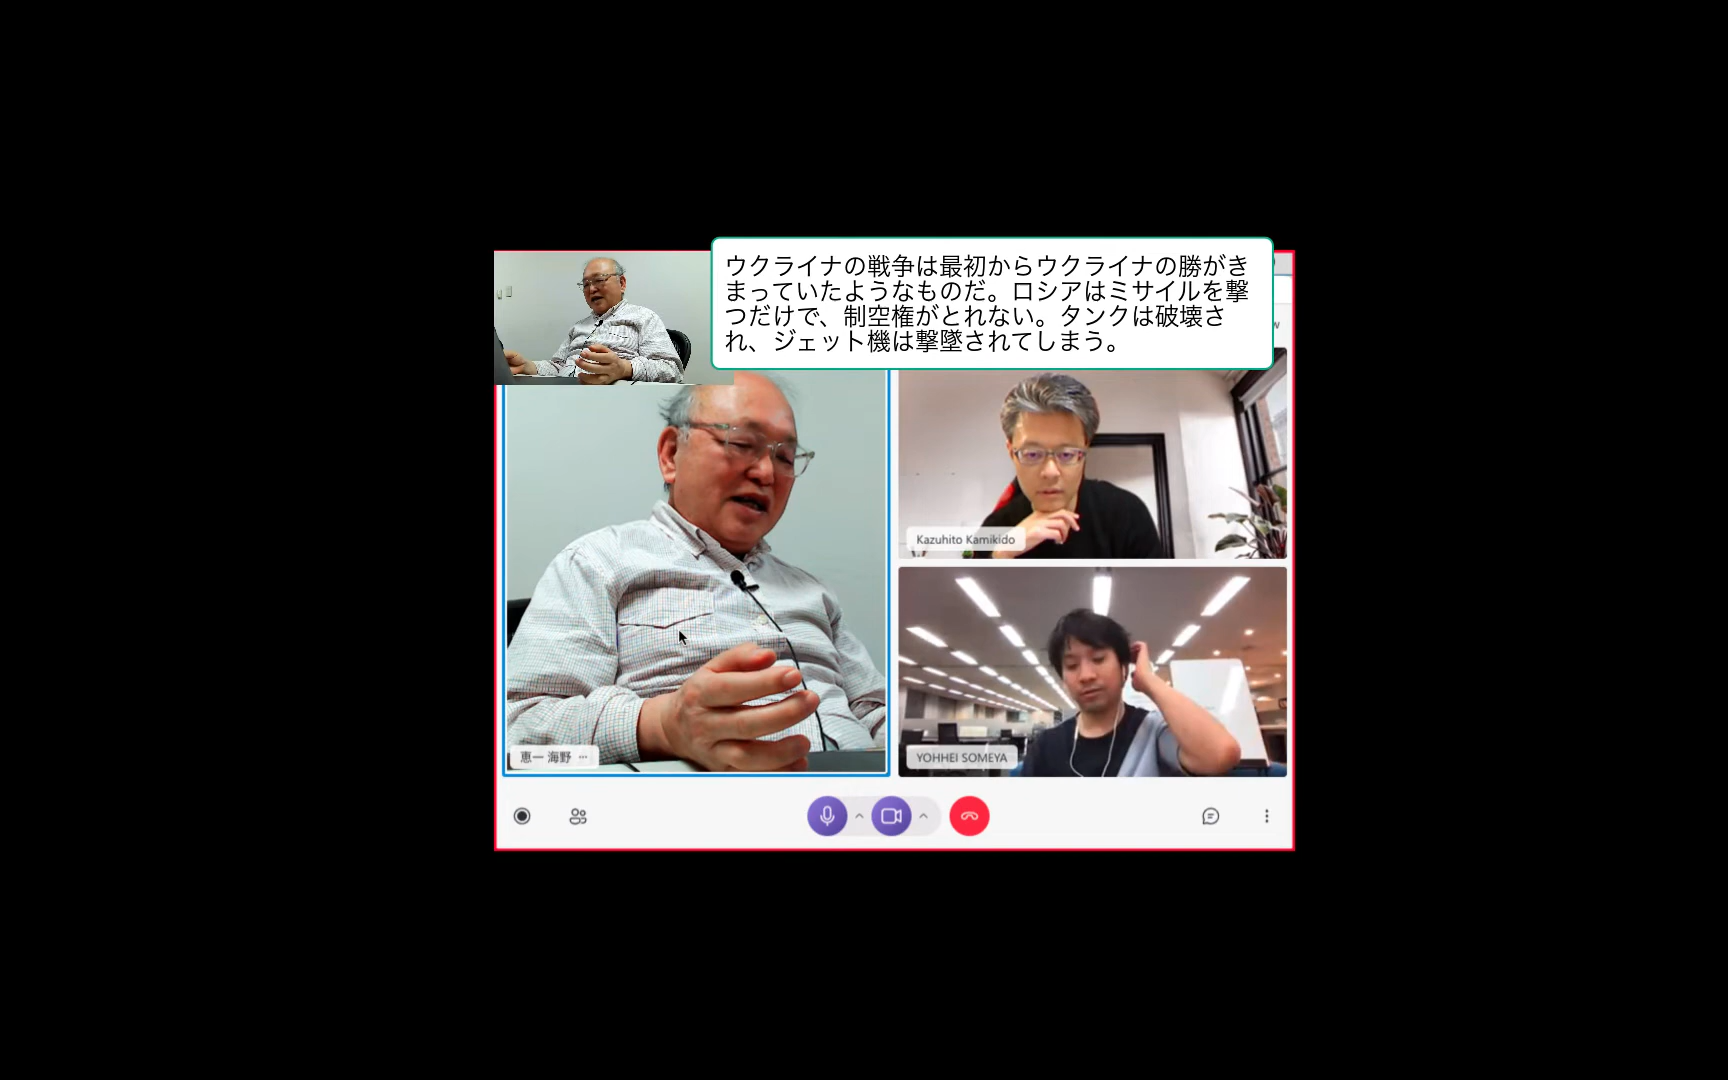 ウクライナの戦争は最初からウクライナの勝がき
まっていたようなものだ。ロシアはミサイルを撃
つだけで、制空権がとれない。タンクは破壊さ
れ、ジェット機は撃墜されてしまう。
Kazuhito Kamikido
恵一 海野 ...
YOHHEI SOMEYA